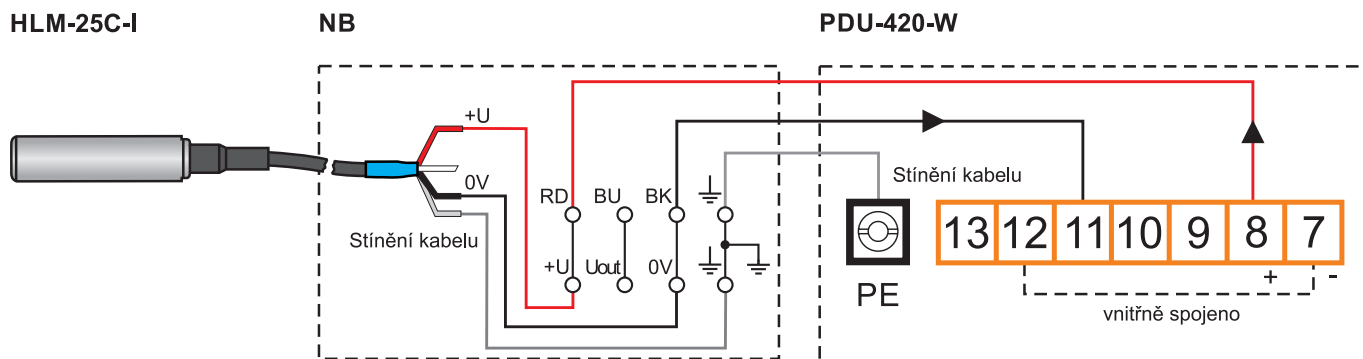 HLM-25C-I
NB
PDU-420-W
+U
0V
Stínění kabelu
RD BU BK
+U Uout 0V
Stínění kabelu
PE
13 12 11 10 9 8 7
+ -
vnitřně spojeno